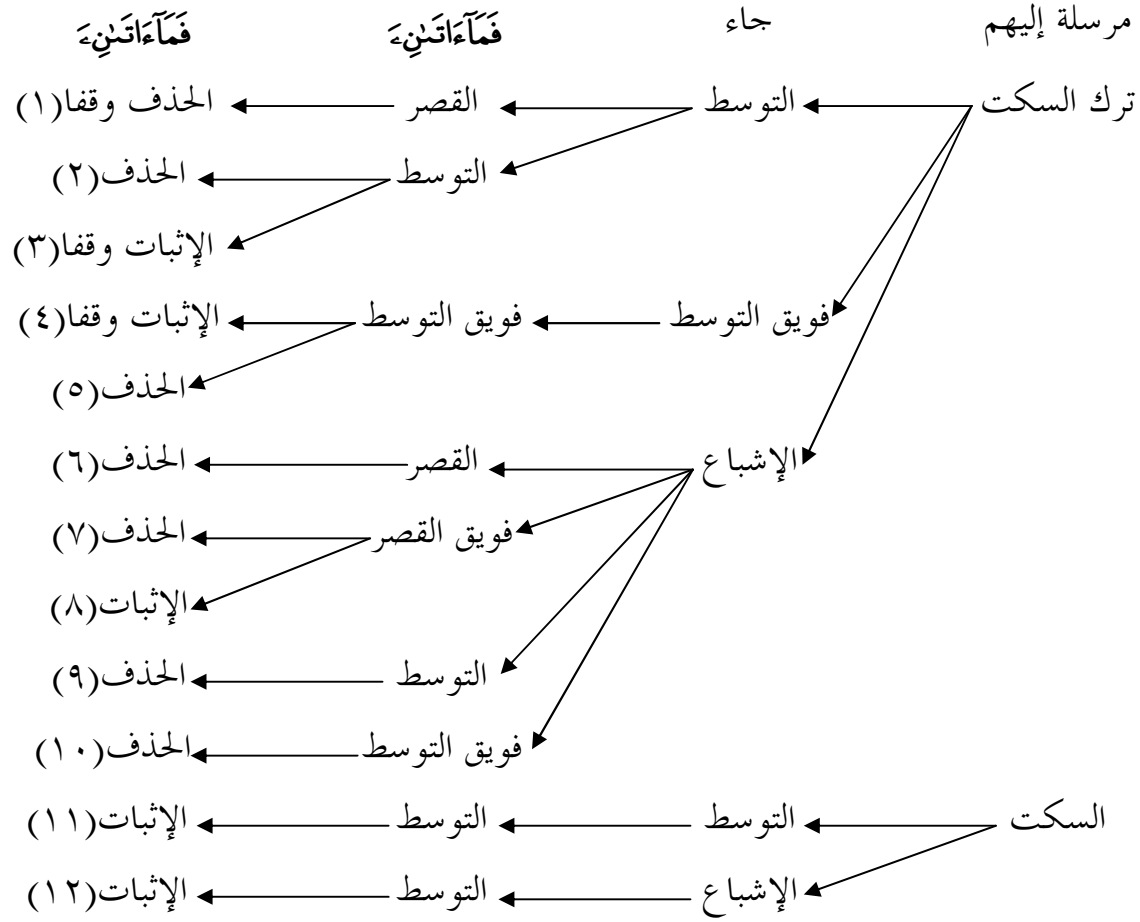 مرسلة إليهم جاء فَمَآءَاتَىٰنِۦَ فَمَآءَاتَىٰنِۦَ
ترك السكت التوسط القصر الحذف وقفا(١)
التوسط الحذف(٢)
الإثبات وقفا(٣)
فويق التوسط فويق التوسط الإثبات وقفا(٤)
الحذف(٥)
الإشباع القصر الحذف(٦)
فويق القصر الحذف(٧)
الإثبات(٨)
التوسط الحذف(٩)
فويق التوسط الحذف(١٠)
السكت التوسط التوسط الإثبات(١١)
الإشباع التوسط الإثبات(١٢)